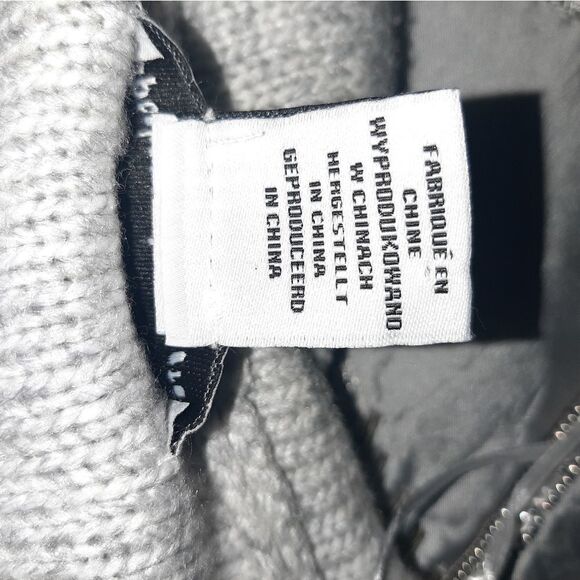 FABRIQUÉ EN
CHINE
WYPRODUKOWANO
W CHINACH
HERGESTELLT
IN CHINA
GEPRODUCEERD
IN CHINA